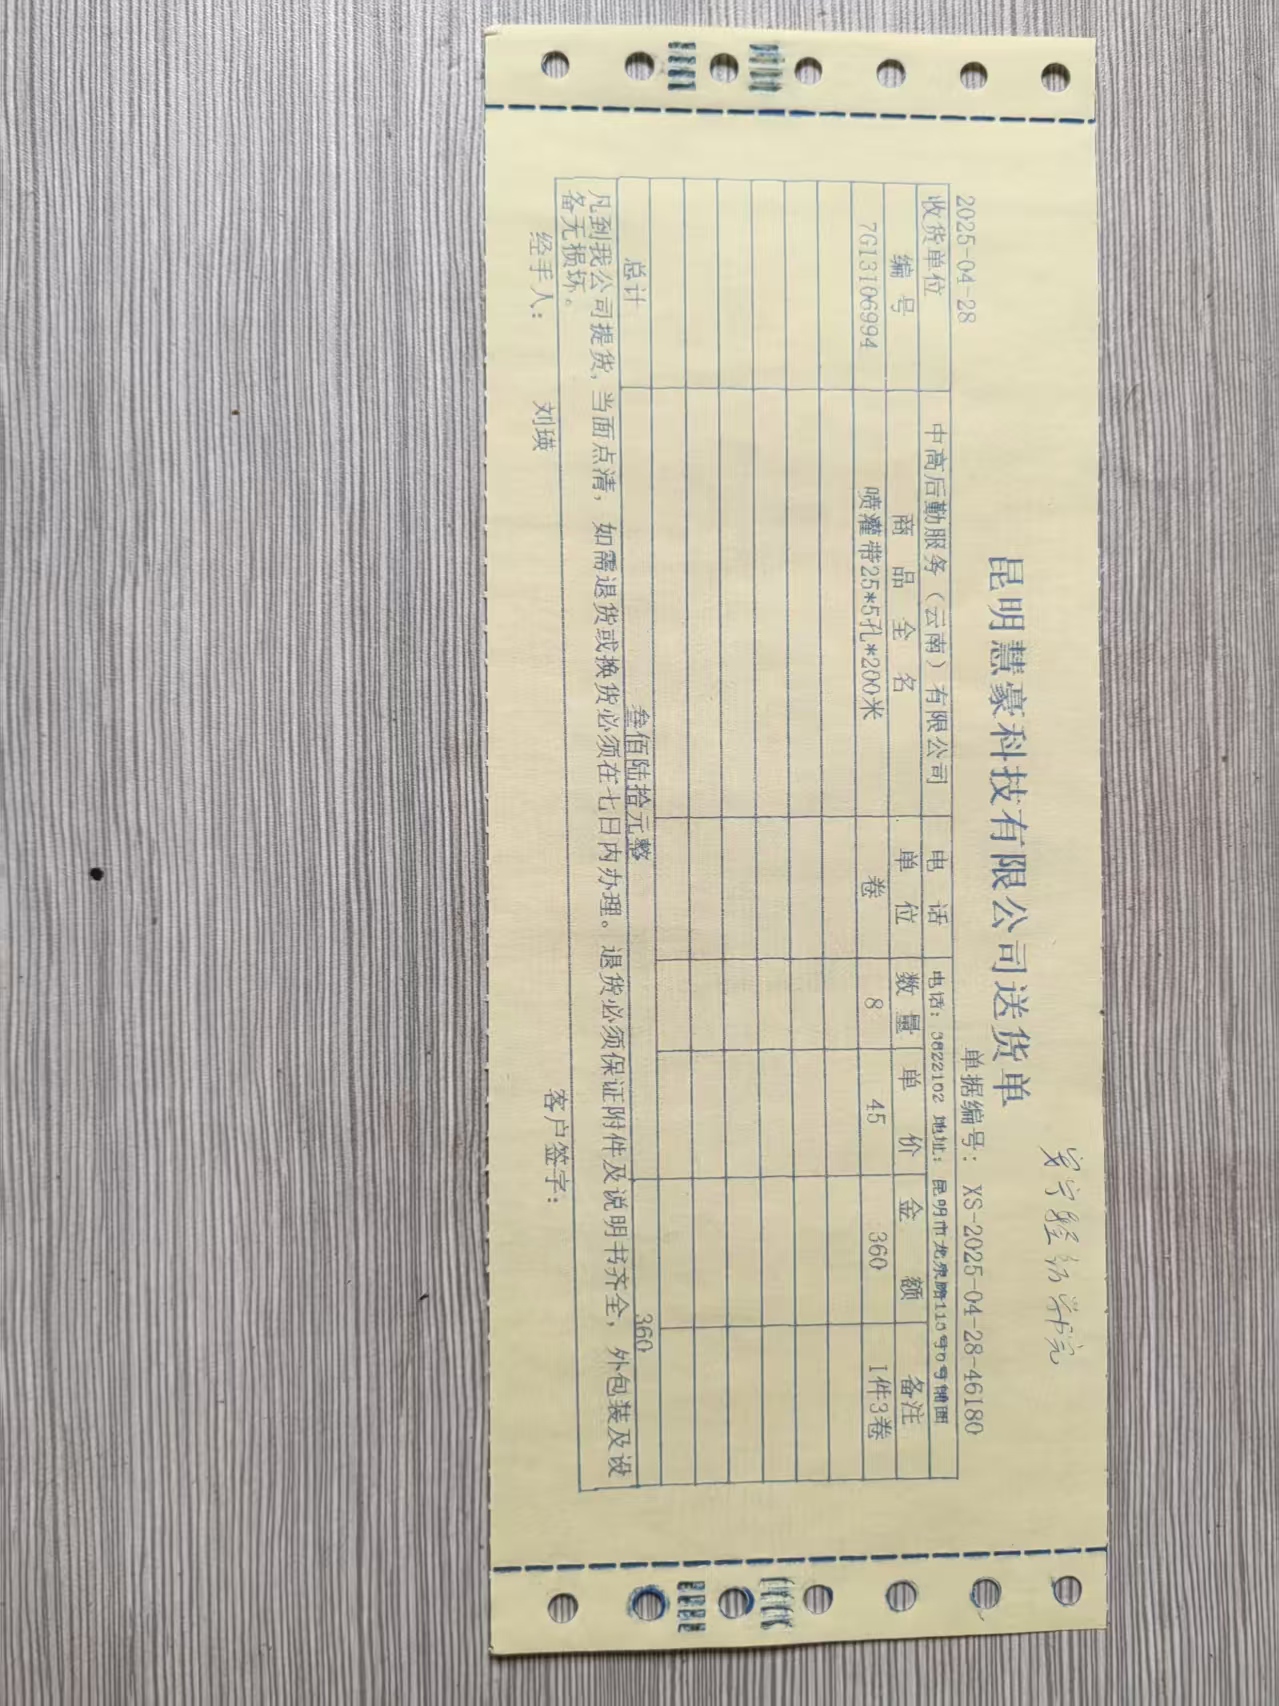 昆明慧豪科技有限公司送货单
2025-04-28 单据编号：XS-2025-04-28-46180
收货单位 中高后勤服务（云南）有限公司 电话 电话：3822102 地址：昆明市龙泉路115号
编号 商品全名 单位 数量 单价 金额 备注
7G13106994 喷灌带25*5孔*200米 卷 8 45 360 1件3卷
总计 叁佰陆拾元整 360
凡到我公司提货,当面点清，如需退货或换货必须在七日内办理。退货必须保证附件及说明书齐全，外包装及设
备无损坏。
经手人： 刘瑛 客户签字：